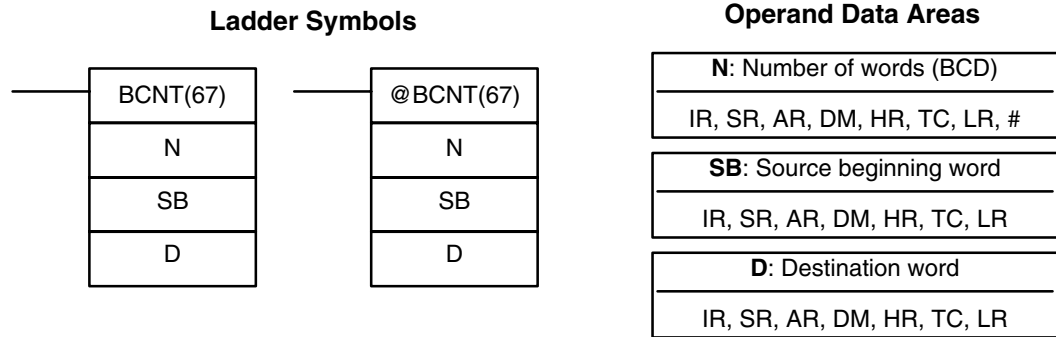 Ladder Symbols
BCNT(67)
N
SB
D
@BCNT(67)
N
SB
D
Operand Data Areas
N: Number of words (BCD)
IR, SR, AR, DM, HR, TC, LR, #
SB: Source beginning word
IR, SR, AR, DM, HR, TC, LR
D: Destination word
IR, SR, AR, DM, HR, TC, LR